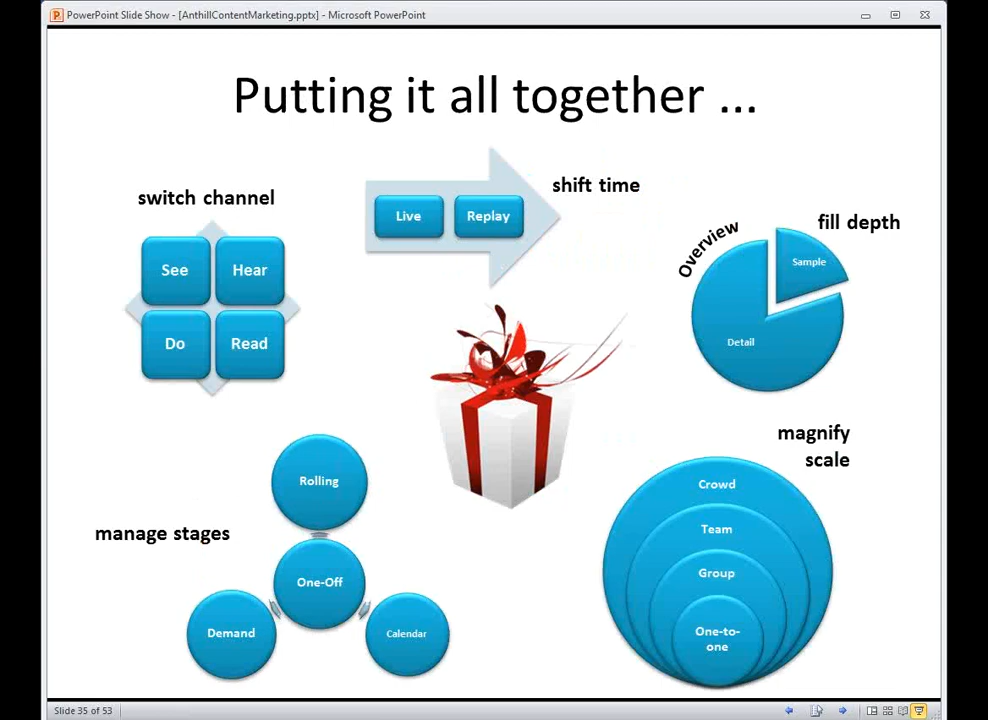 PowerPoint Slide Show - [AnthillContentMarketing.pptx] - Microsoft PowerPoint
Putting it all together ...
switch channel
See
Hear
Do
Read
Live
Replay
shift time
fill depth
Overview
Sample
Detail
manage stages
Rolling
One-Off
Demand
Calendar
magnify
scale
Crowd
Team
Group
One-to-
one
Slide 35 of 53